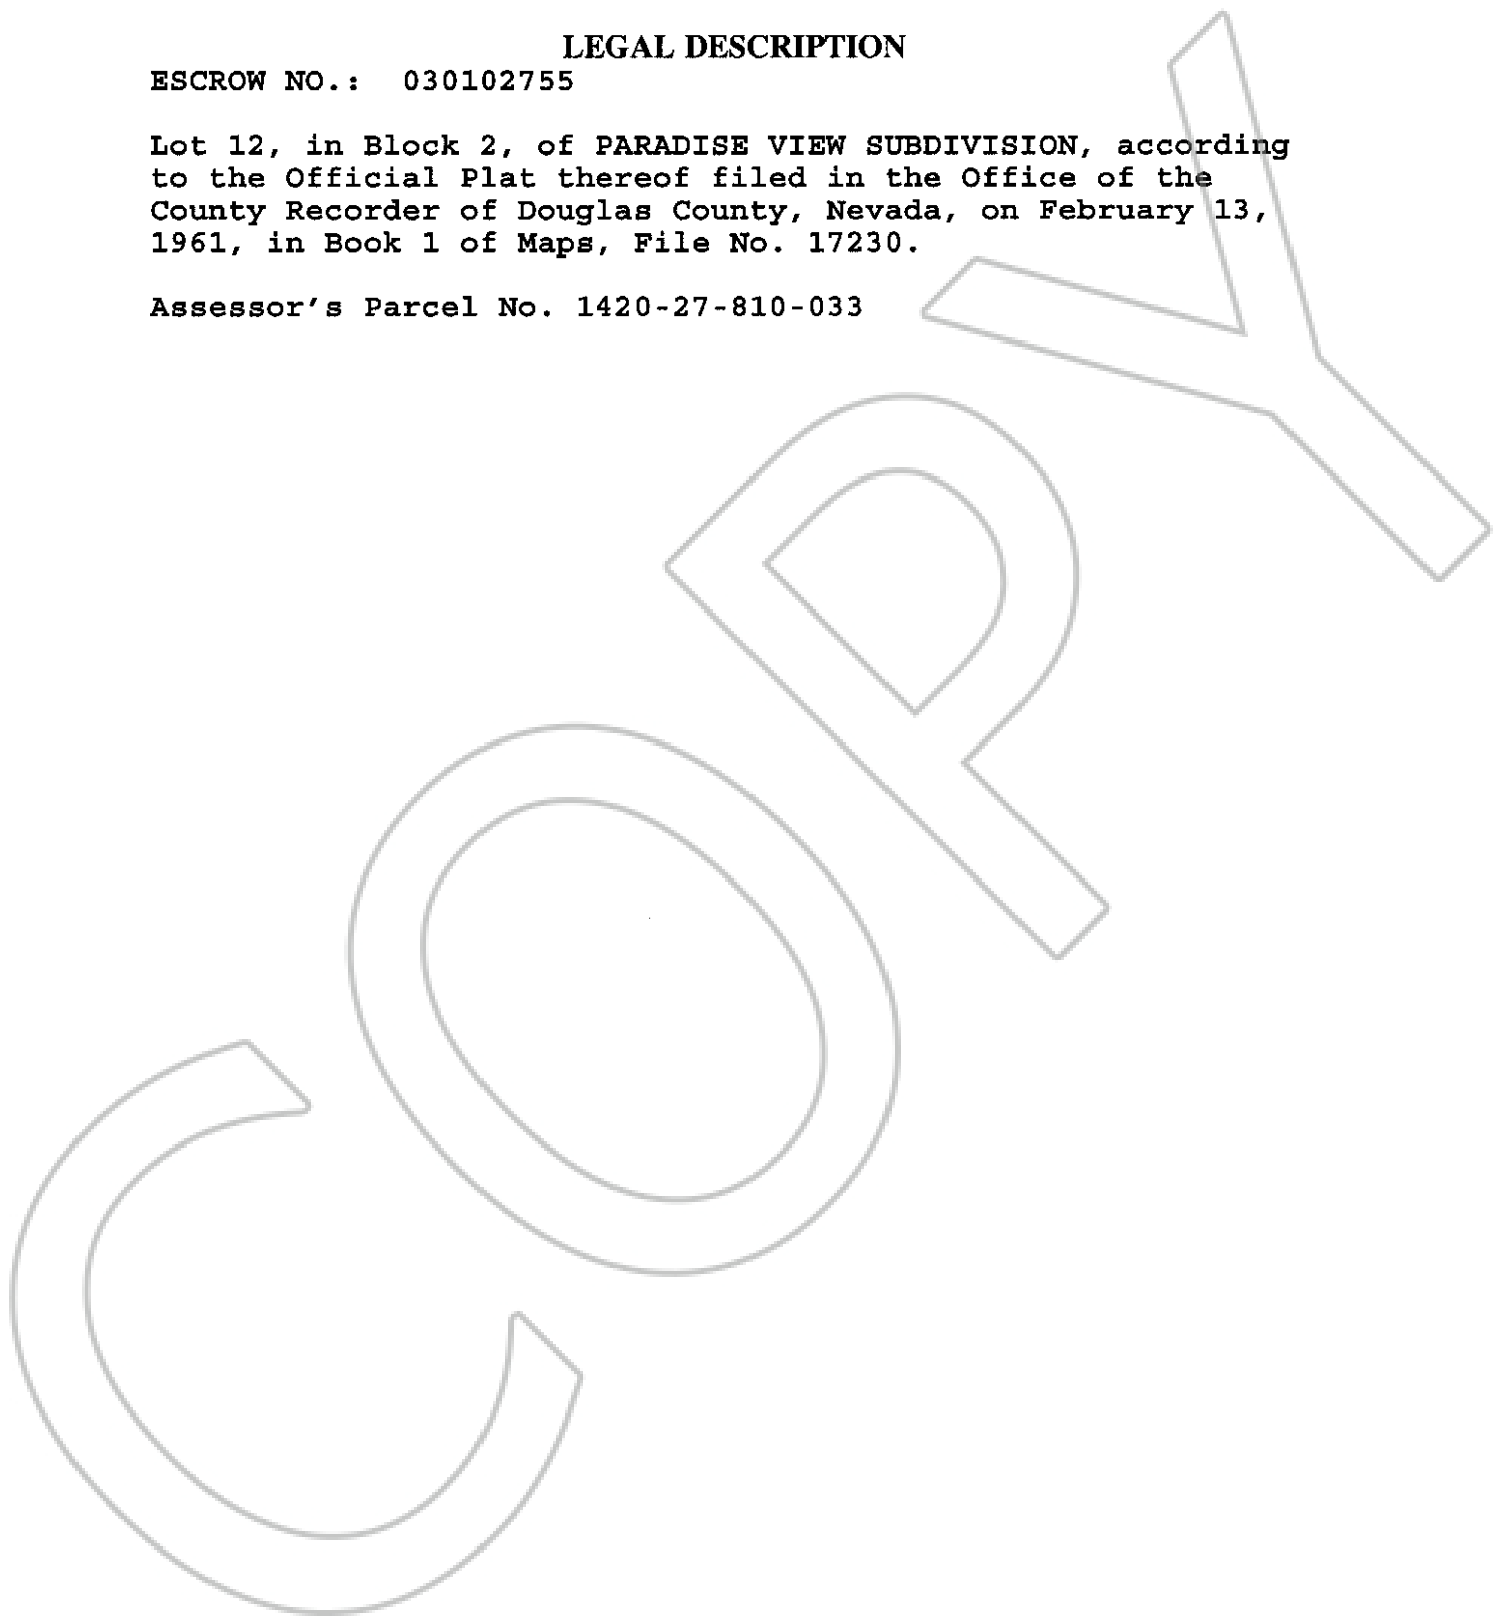 LEGAL DESCRIPTION
ESCROW NO.: 030102755
Lot 12, in Block 2, of PARADISE VIEW SUBDIVISION, according
to the Official Plat thereof filed in the Office of the
County Recorder of Douglas County, Nevada, on February 13,
1961, in Book 1 of Maps, File No. 17230.
Assessor's Parcel No. 1420-27-810-033
COPY